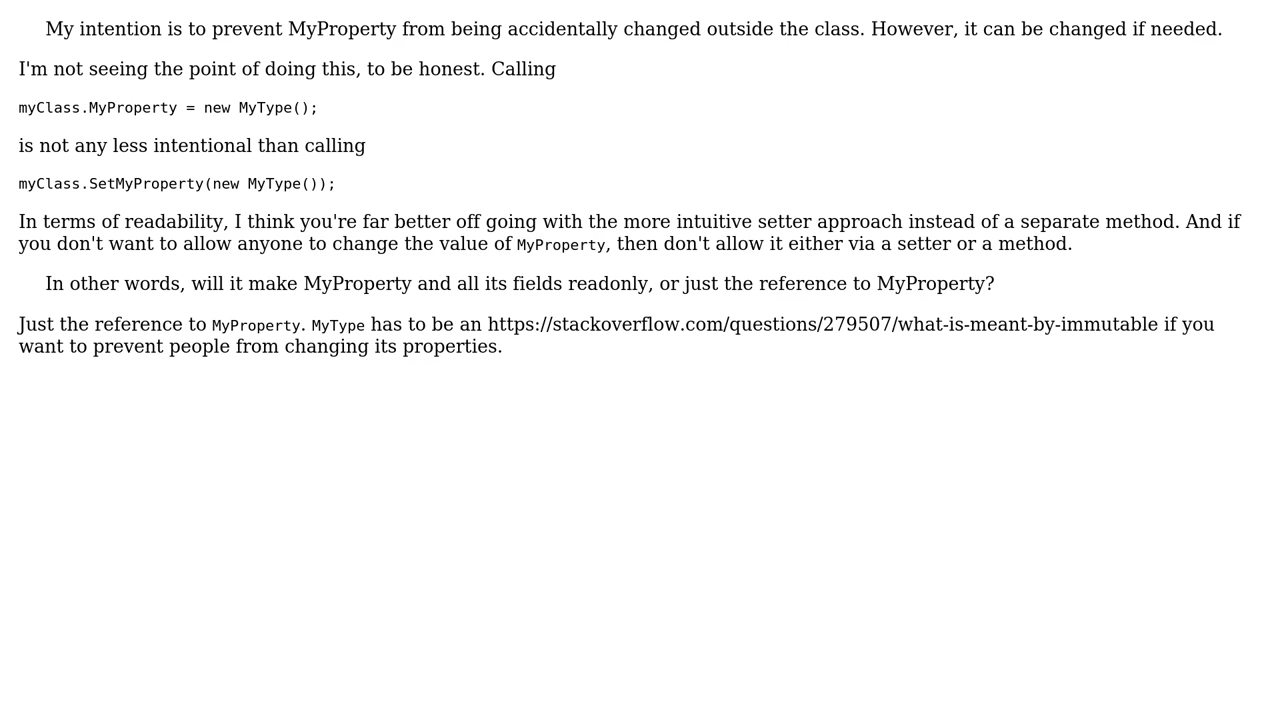 My intention is to prevent MyProperty from being accidentally changed outside the class. However, it can be changed if needed.
I'm not seeing the point of doing this, to be honest. Calling
myClass.MyProperty = new MyType();
is not any less intentional than calling
myClass.SetMyProperty(new MyType());
In terms of readability, I think you're far better off going with the more intuitive setter approach instead of a separate method. And if
you don't want to allow anyone to change the value of MyProperty, then don't allow it either via a setter or a method.
In other words, will it make MyProperty and all its fields readonly, or just the reference to MyProperty?
Just the reference to MyProperty. MyType has to be an https://stackoverflow.com/questions/279507/what-is-meant-by-immutable if you
want to prevent people from changing its properties.